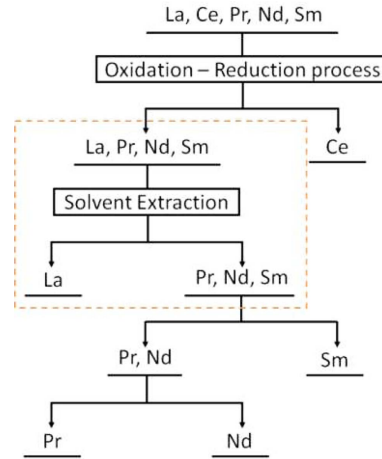 La, Ce, Pr, Nd, Sm
Oxidation – Reduction process
La, Pr, Nd, Sm
Ce
Solvent Extraction
La
Pr, Nd, Sm
Pr, Nd
Sm
Pr
Nd